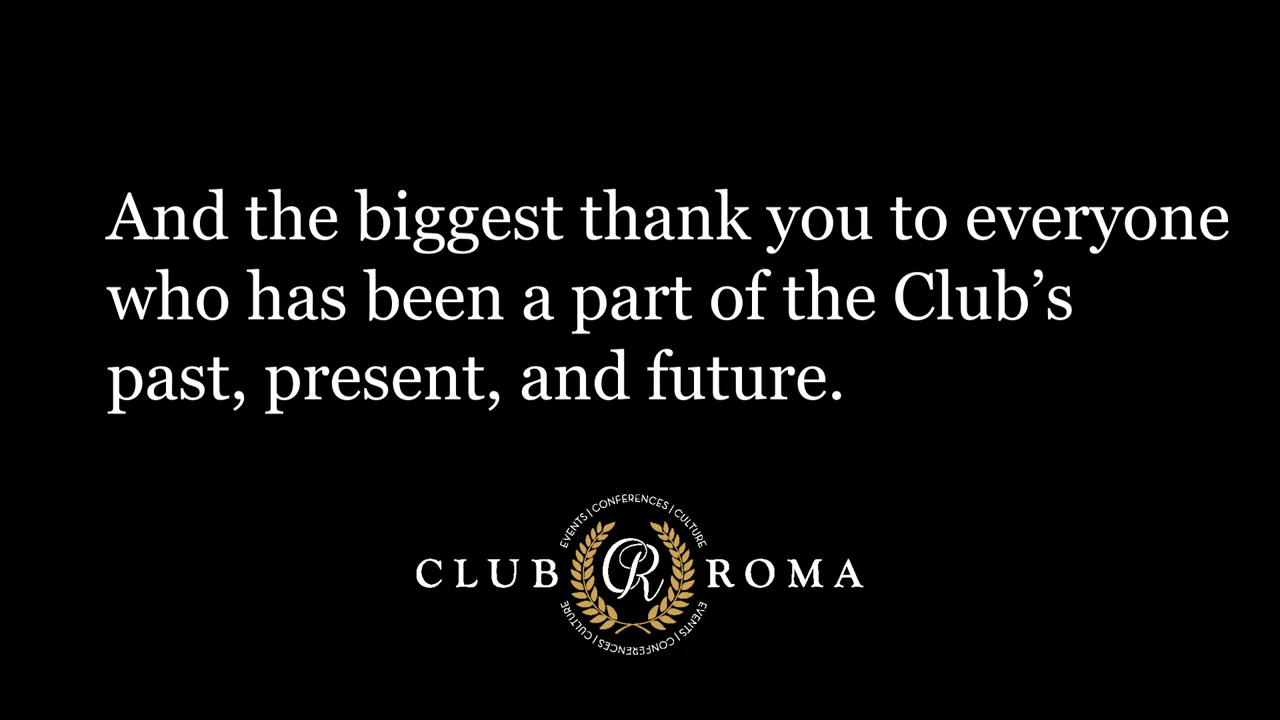 And the biggest thank you to everyone
who has been a part of the Club’s
past, present, and future.
EVENTS | CONFERENCES | CULTURE
CLUB CR ROMA
EVENTS | CONFERENCES | CULTURE